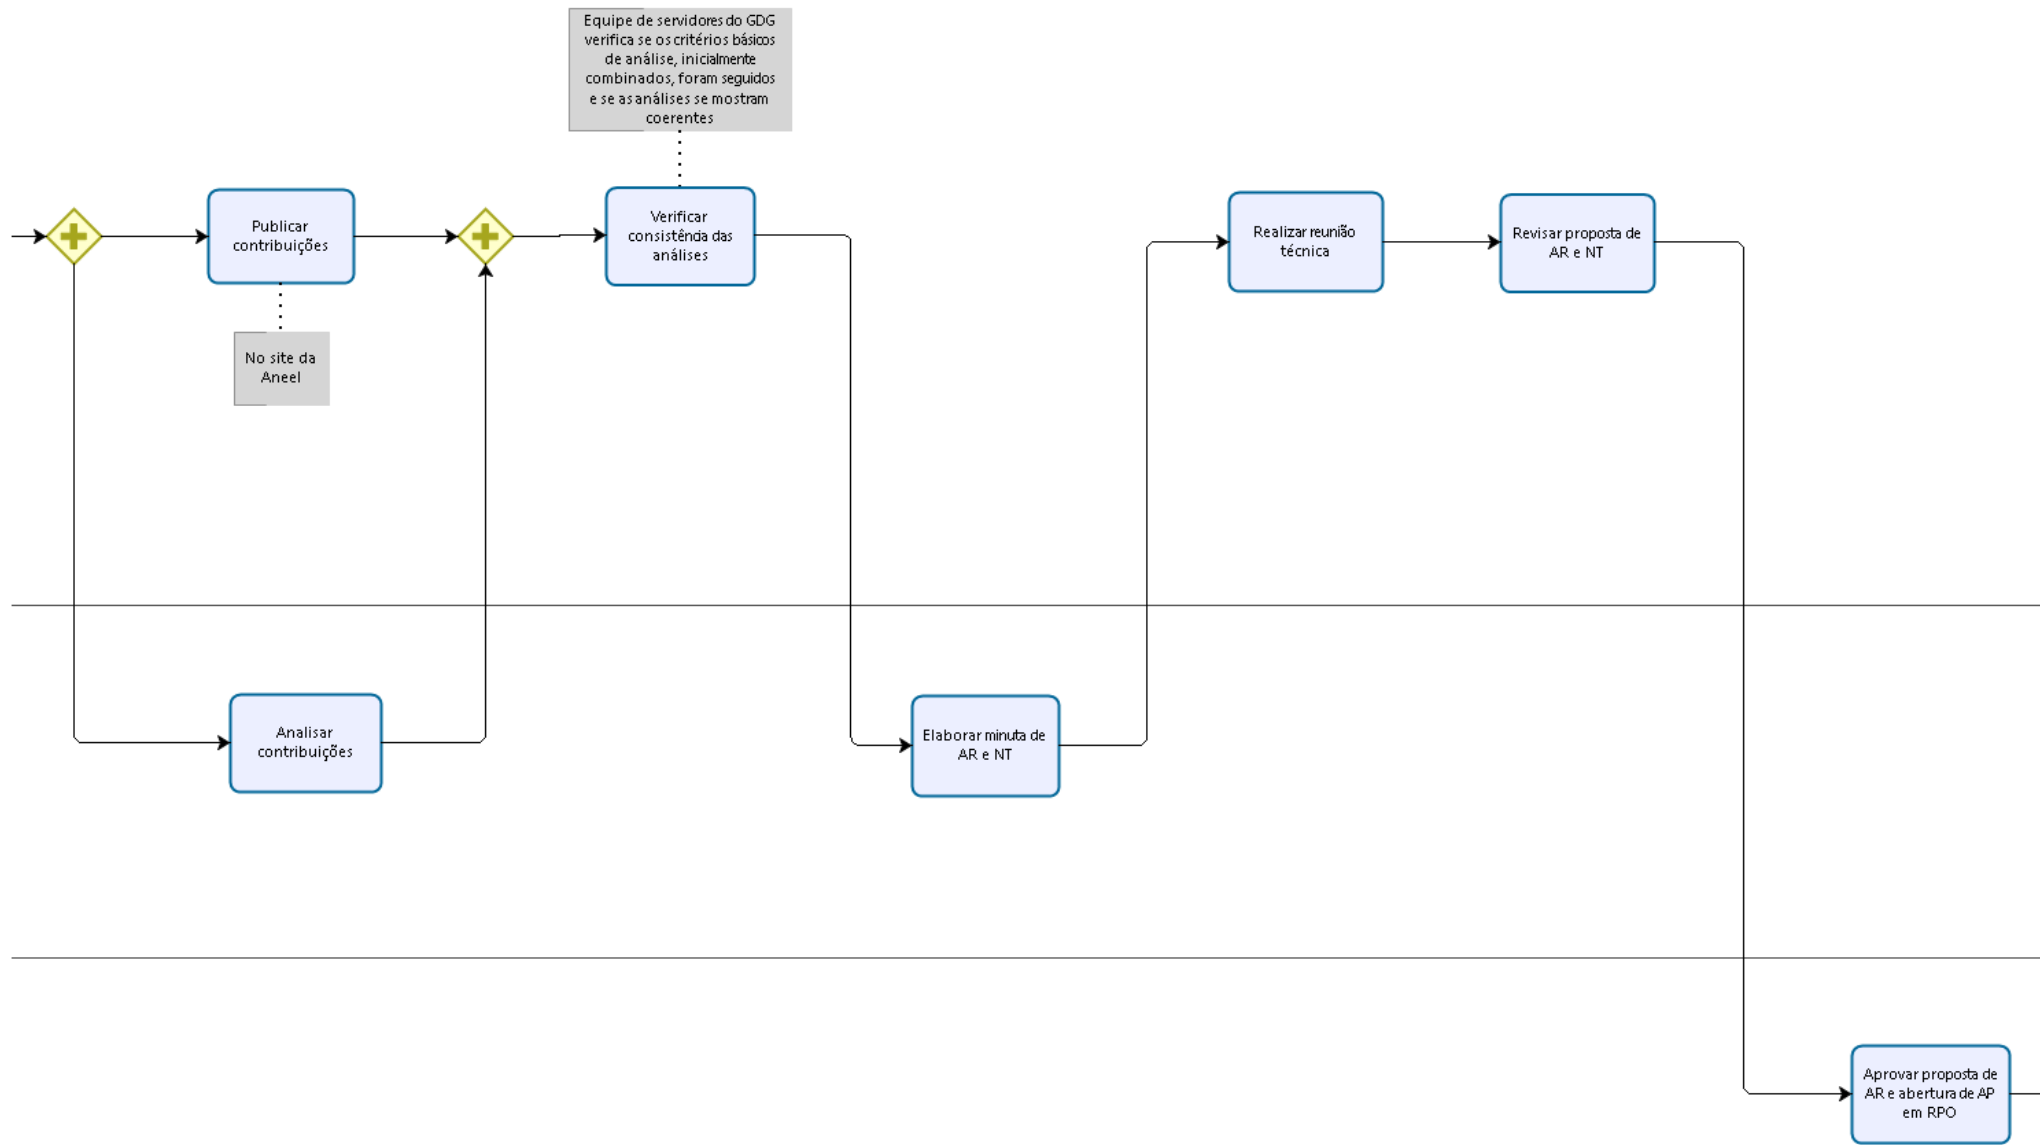 Equipe de servidores do GDG
verifica se os critérios básicos
de análise, inicialmente
combinados, foram seguidos
e se as análises se mostram
coerentes
Publicar
contribuições
Verificar
consistência das
análises
Realizar reunião
técnica
Revisar proposta de
AR e NT
No site da
Aneel
Analisar
contribuições
Elaborar minuta de
AR e NT
Aprovar proposta de
AR e abertura de AP
em RPO